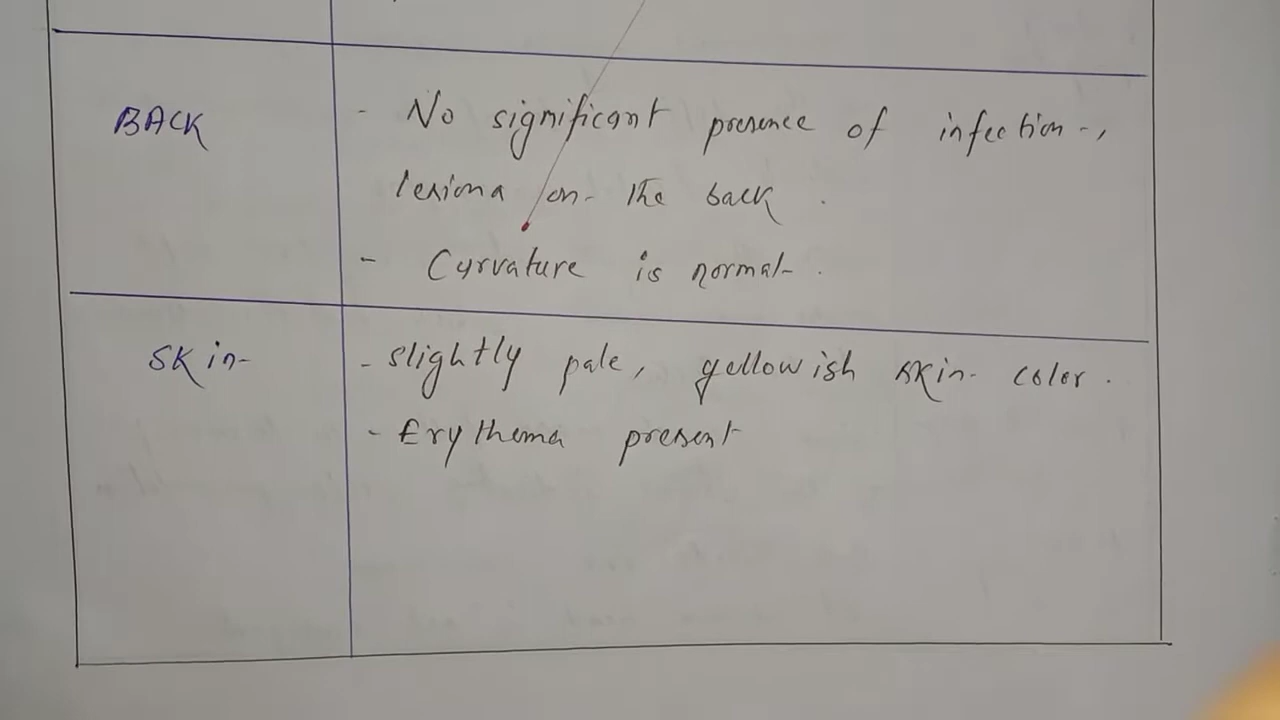 BACK - No significant presence of infection-,
lesiona on- the back .
- Curvature is normal- .
Skin- - slightly pale, yellowish skin- color .
- Erythema present